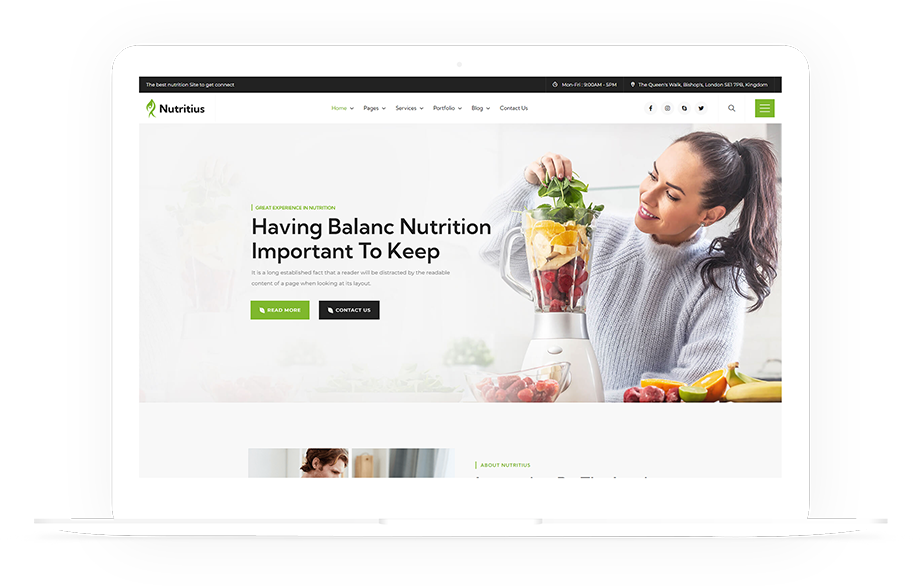 The best nutrition Site to get connect
Mon-Fri : 9:00AM - 5PM
The Queen's Walk, Bishop's, London SE1 7PB, Kingdom
Nutritius
Home Pages Services Portfolio Blog Contact Us
GREAT EXPERIENCE IN NUTRITION
Having Balanc Nutrition
Important To Keep
It is a long established fact that a reader will be distracted by the readable
content of a page when looking at its layout.
READ MORE
CONTACT US
ABOUT NUTRITIUS